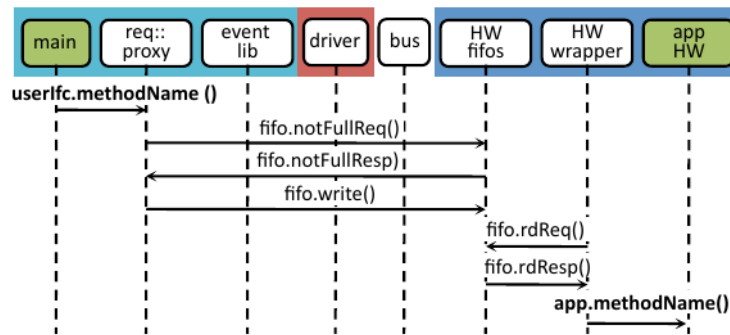 main
req::
proxy
event
lib
driver
bus
HW
fifos
HW
wrapper
app
HW
userIfc.methodName ()
fifo.notFullReq()
fifo.notFullResp)
fifo.write()
fifo.rdReq()
fifo.rdResp()
app.methodName()